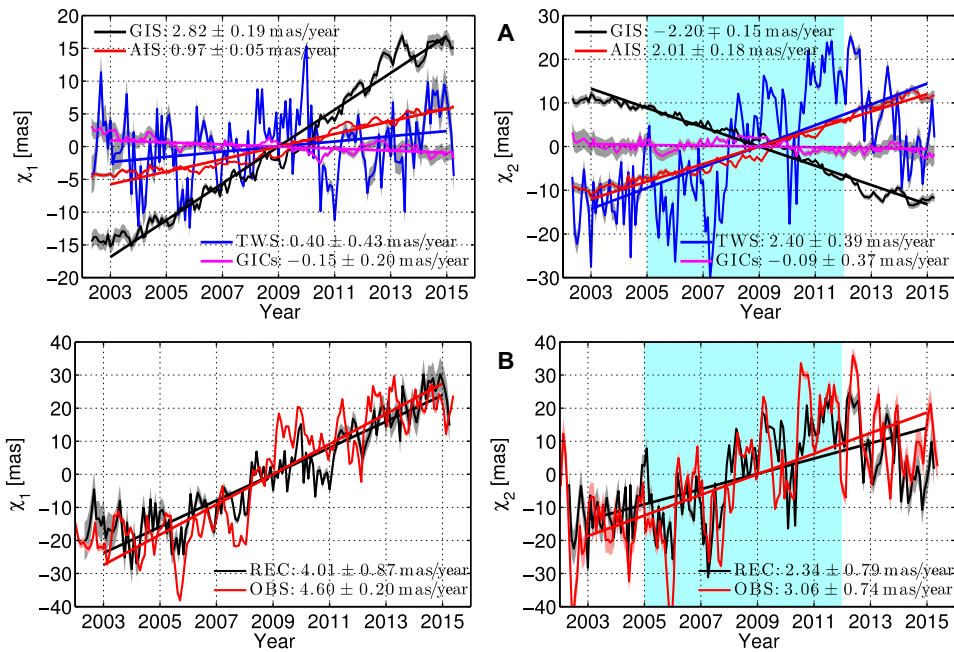 GIS: 2.82 ± 0.19 mas/year
AIS: 0.97 ± 0.05 mas/year
20
15
10
5
0
−5
−10
−15
−20
χ1 [mas]
TWS: 0.40 ± 0.43 mas/year
GICs: −0.15 ± 0.20 mas/year
2003 2005 2007 2009 2011 2013 2015
Year
A
GIS: −2.20 ∓ 0.15 mas/year
AIS: 2.01 ± 0.18 mas/year
30
20
10
0
−10
−20
−30
χ2 [mas]
TWS: 2.40 ± 0.39 mas/year
GICs: −0.09 ± 0.37 mas/year
2003 2005 2007 2009 2011 2013 2015
Year
40
30
20
10
0
−10
−20
−30
−40
χ1 [mas]
REC: 4.01 ± 0.87 mas/year
OBS: 4.60 ± 0.20 mas/year
2003 2005 2007 2009 2011 2013 2015
Year
B
40
30
20
10
0
−10
−20
−30
−40
χ2 [mas]
REC: 2.34 ± 0.79 mas/year
OBS: 3.06 ± 0.74 mas/year
2003 2005 2007 2009 2011 2013 2015
Year